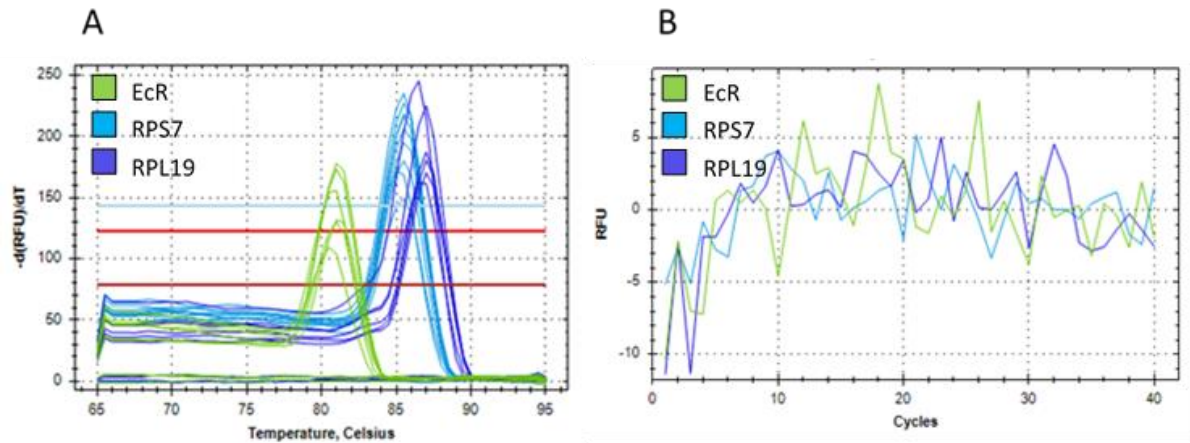 A
EcR
RPS7
RPL19
250
200
150
100
50
0
-d(RFU)/dT
65 70 75 80 85 90 95
Temperature, Celsius
B
EcR
RPS7
RPL19
5
0
-5
-10
RFU
0 10 20 30 40
Cycles